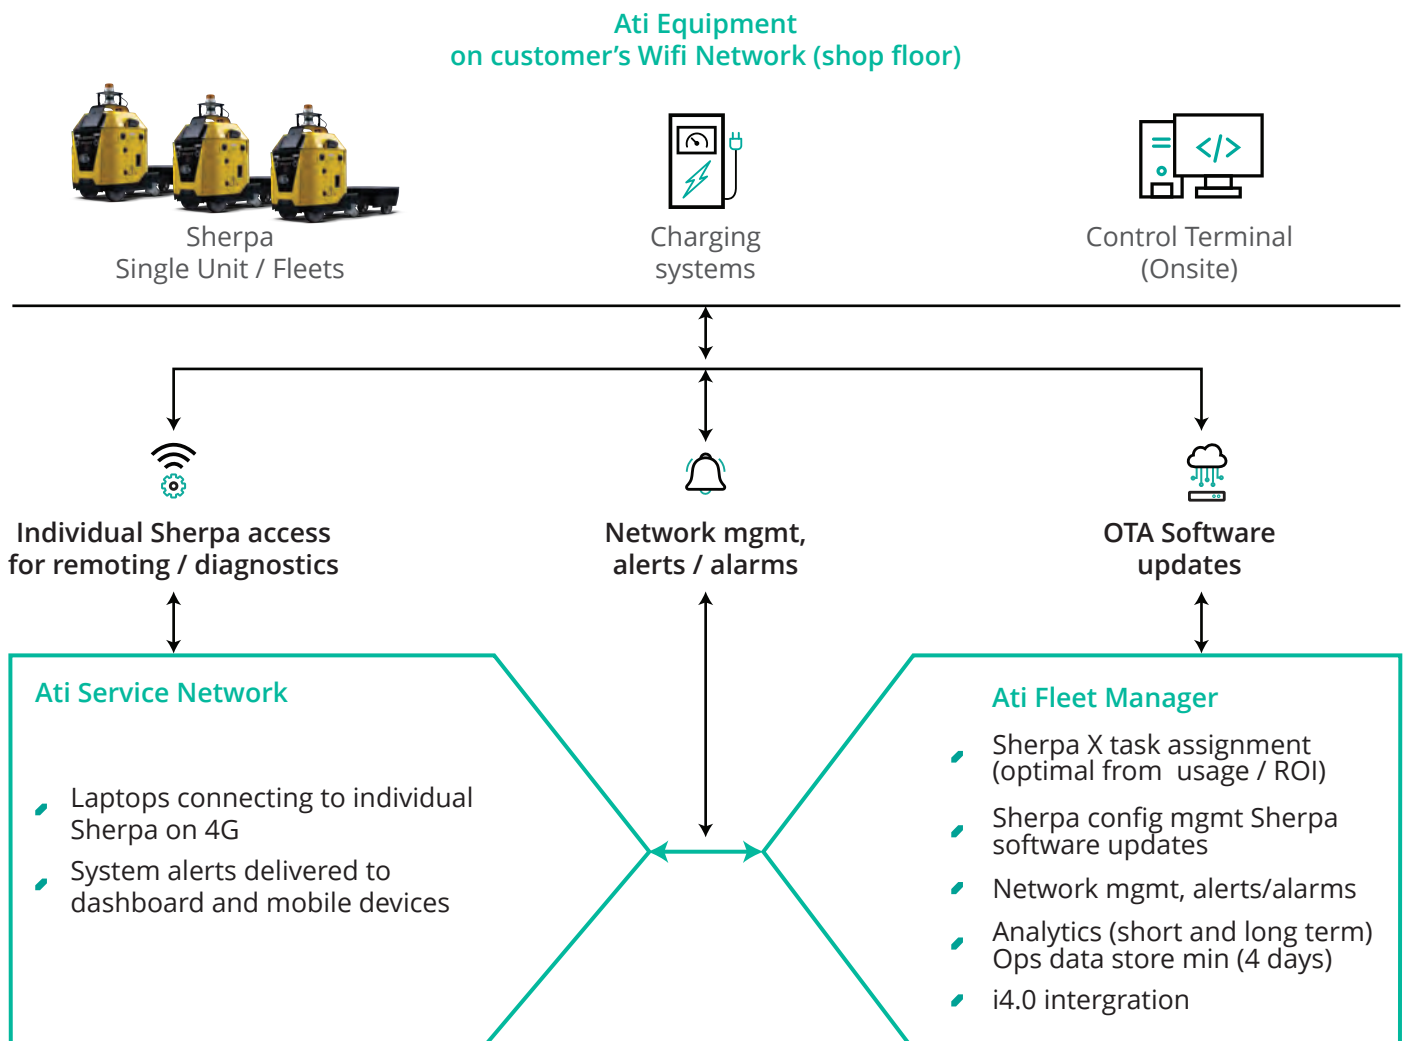 Ati Equipment
on customer's Wifi Network (shop floor)
Sherpa
Single Unit / Fleets
Charging
systems
</>
Control Terminal
(Onsite)
Individual Sherpa access
for remoting / diagnostics
Network mgmt,
alerts / alarms
OTA Software
updates
Ati Service Network
Laptops connecting to individual
Sherpa on 4G
System alerts delivered to
dashboard and mobile devices
Ati Fleet Manager
Sherpa X task assignment
(optimal from usage / ROI)
Sherpa config mgmt Sherpa
software updates
Network mgmt, alerts/alarms
Analytics (short and long term)
Ops data store min (4 days)
i4.0 intergration